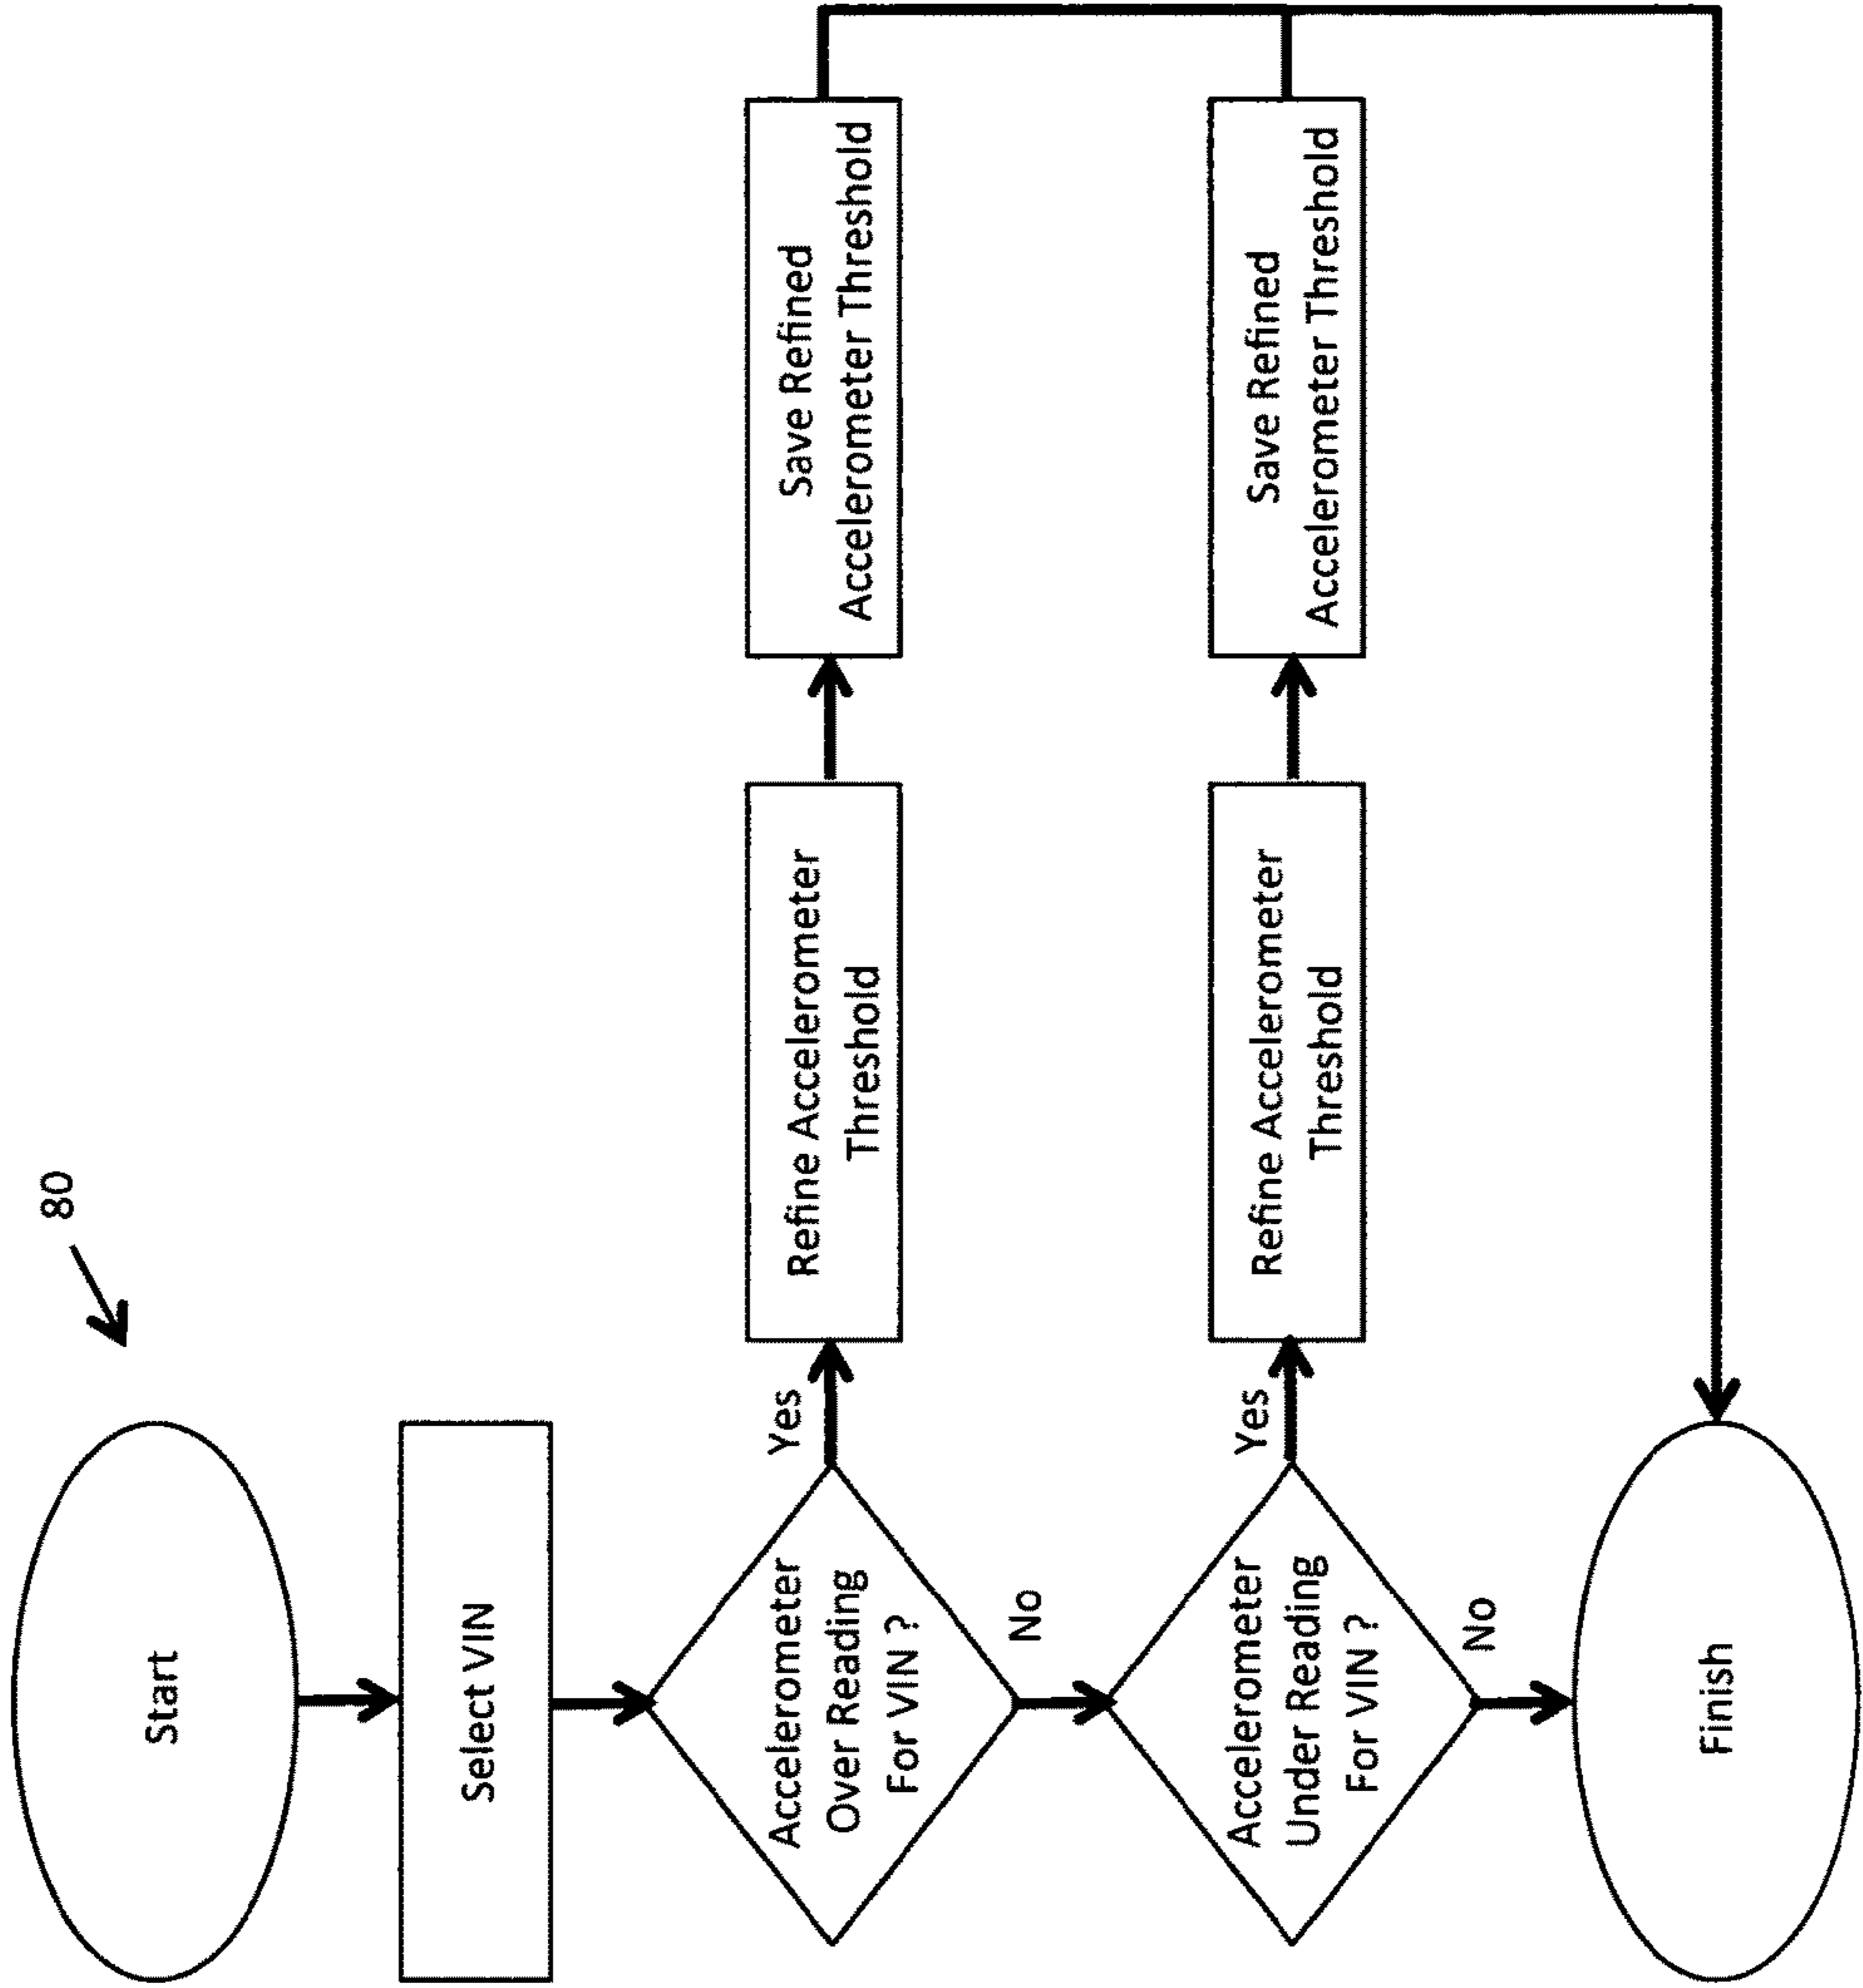 80
Start
Select VIN
Accelerometer
Over Reading
For VIN ?
Yes
Refine Accelerometer
Threshold
Save Refined
Accelerometer Threshold
No
Accelerometer
Under Reading
For VIN ?
Yes
Refine Accelerometer
Threshold
Save Refined
Accelerometer Threshold
No
Finish